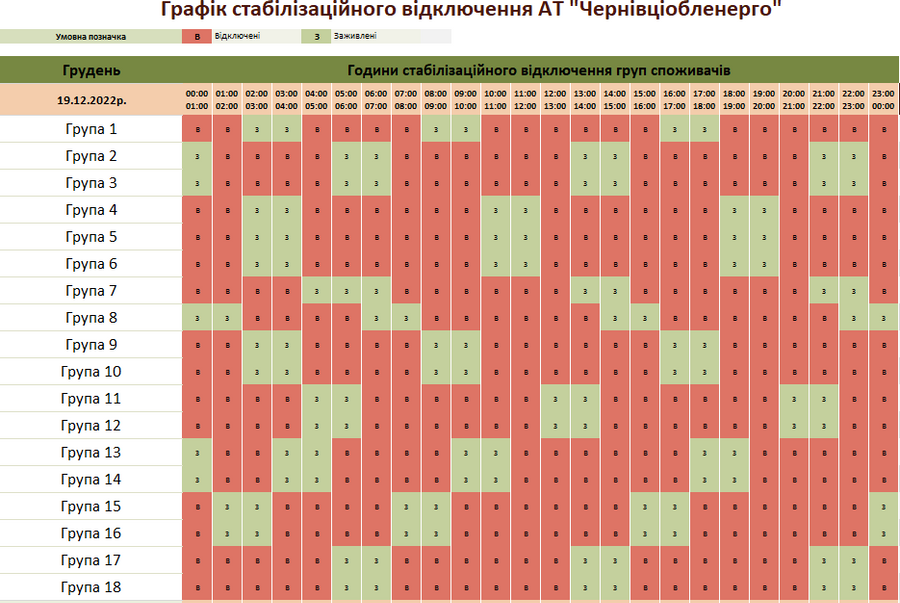 Графік стабілізаційного відключення АТ "Чернівціобленерго"
Умовна позначка В Відключені З Заживлені
Грудень Години стабілізаційного відключення груп споживачів
19.12.2022р. 00:00 01:00 02:00 03:00 04:00 05:00 06:00 07:00 08:00 09:00 10:00 11:00 12:00 13:00 14:00 15:00 16:00 17:00 18:00 19:00 20:00 21:00 22:00 23:00
01:00 02:00 03:00 04:00 05:00 06:00 07:00 08:00 09:00 10:00 11:00 12:00 13:00 14:00 15:00 16:00 17:00 18:00 19:00 20:00 21:00 22:00 23:00 00:00
Група 1 В В З З В В В В З З В В В В В В З З В В В В В В
Група 2 З В В В В З З В В В В В В З З В В В В В В З З В
Група 3 З В В В В З З В В В В В В З З В В В В В В З З В
Група 4 В В З З В В В В В В З З В В В В В В З З В В В В
Група 5 В В З З В В В В В В З З В В В В В В З З В В В В
Група 6 В В З З В В В В В В З З В В В В В В З З В В В В
Група 7 В В В В З З З В В В В В В З З В В В В В В З З В
Група 8 З З В В В В З З В В В В В В З З В В В В В В З З
Група 9 В В З З В В В В З З В В В В В В З З В В В В В В
Група 10 В В З З В В В В З З В В В В В В З З В В В В В В
Група 11 В В В В З З В В В В В В З З В В В В В В З З В В
Група 12 В В В В З З В В В В В В З З В В В В В В З З В В
Група 13 З В В З З В В В В З З В В В В В В З З В В В В В
Група 14 З В В З З В В В В З З В В В В В В З З В В В В В
Група 15 В З З В В В В З З В В В В В В З З В В В В В В З
Група 16 В З З В В В В З З В В В В В В З З В В В В В В З
Група 17 В В В В В З З В В В В В В З З В В В В В В З З В
Група 18 В В В В В З З В В В В В В З З В В В В В В З З В